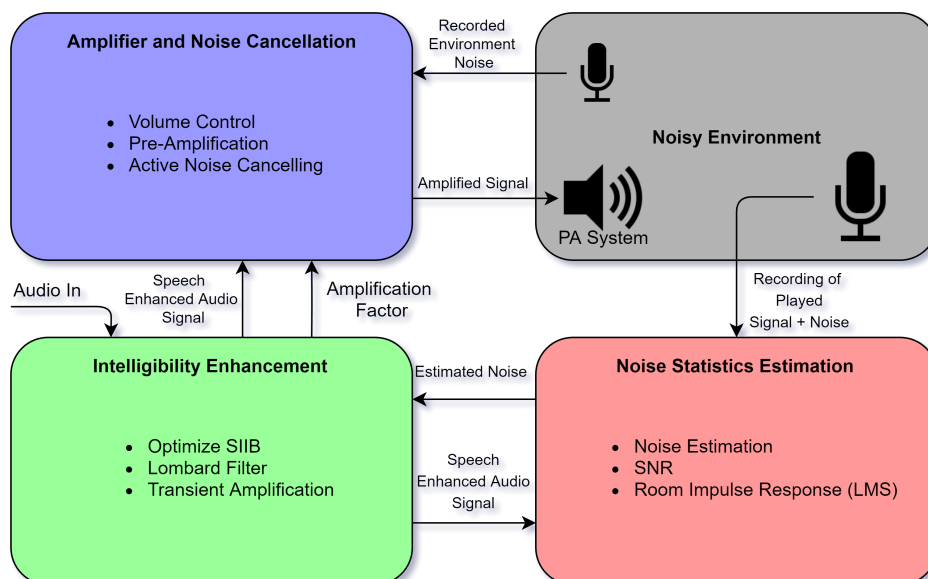 Amplifier and Noise Cancellation
• Volume Control
• Pre-Amplification
• Active Noise Cancelling
Recorded
Environment
Noise
Amplified Signal
Noisy Environment
PA System
Audio In
Speech
Enhanced Audio
Signal
Amplification
Factor
Recording of
Played
Signal + Noise
Intelligibility Enhancement
• Optimize SIIB
• Lombard Filter
• Transient Amplification
Estimated Noise
Speech
Enhanced Audio
Signal
Noise Statistics Estimation
• Noise Estimation
• SNR
• Room Impulse Response (LMS)